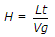 H = Lt / Vg